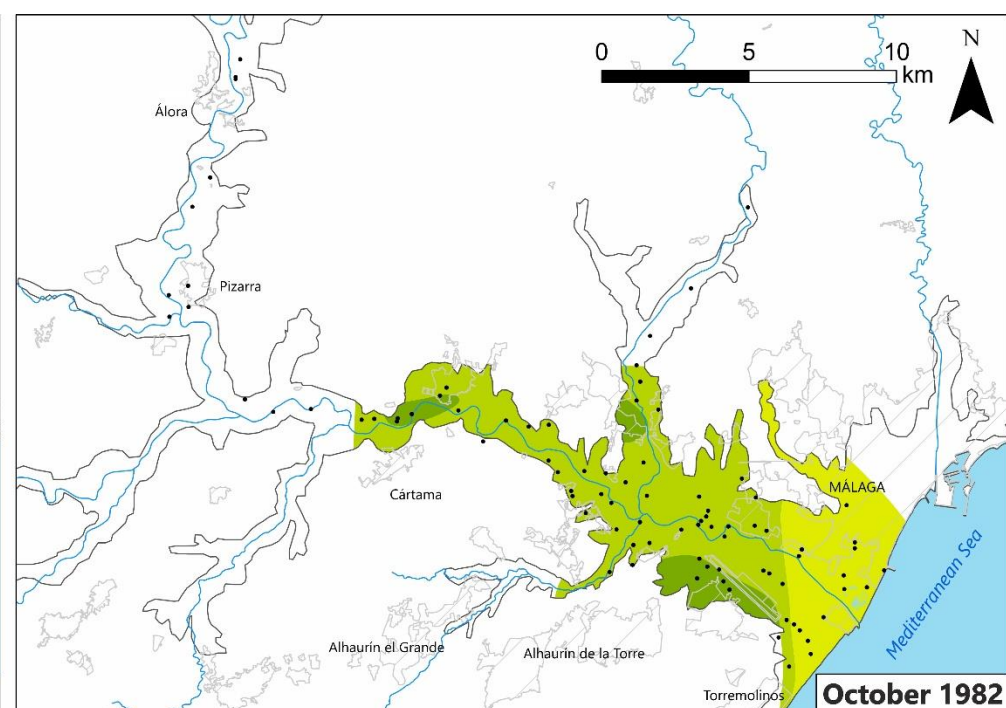 0 5 10
km
N
Álora
Pizarra
Cártama
MÁLAGA
Mediterranean Sea
Alhaurín el Grande
Alhaurín de la Torre
Torremolinos
October 1982